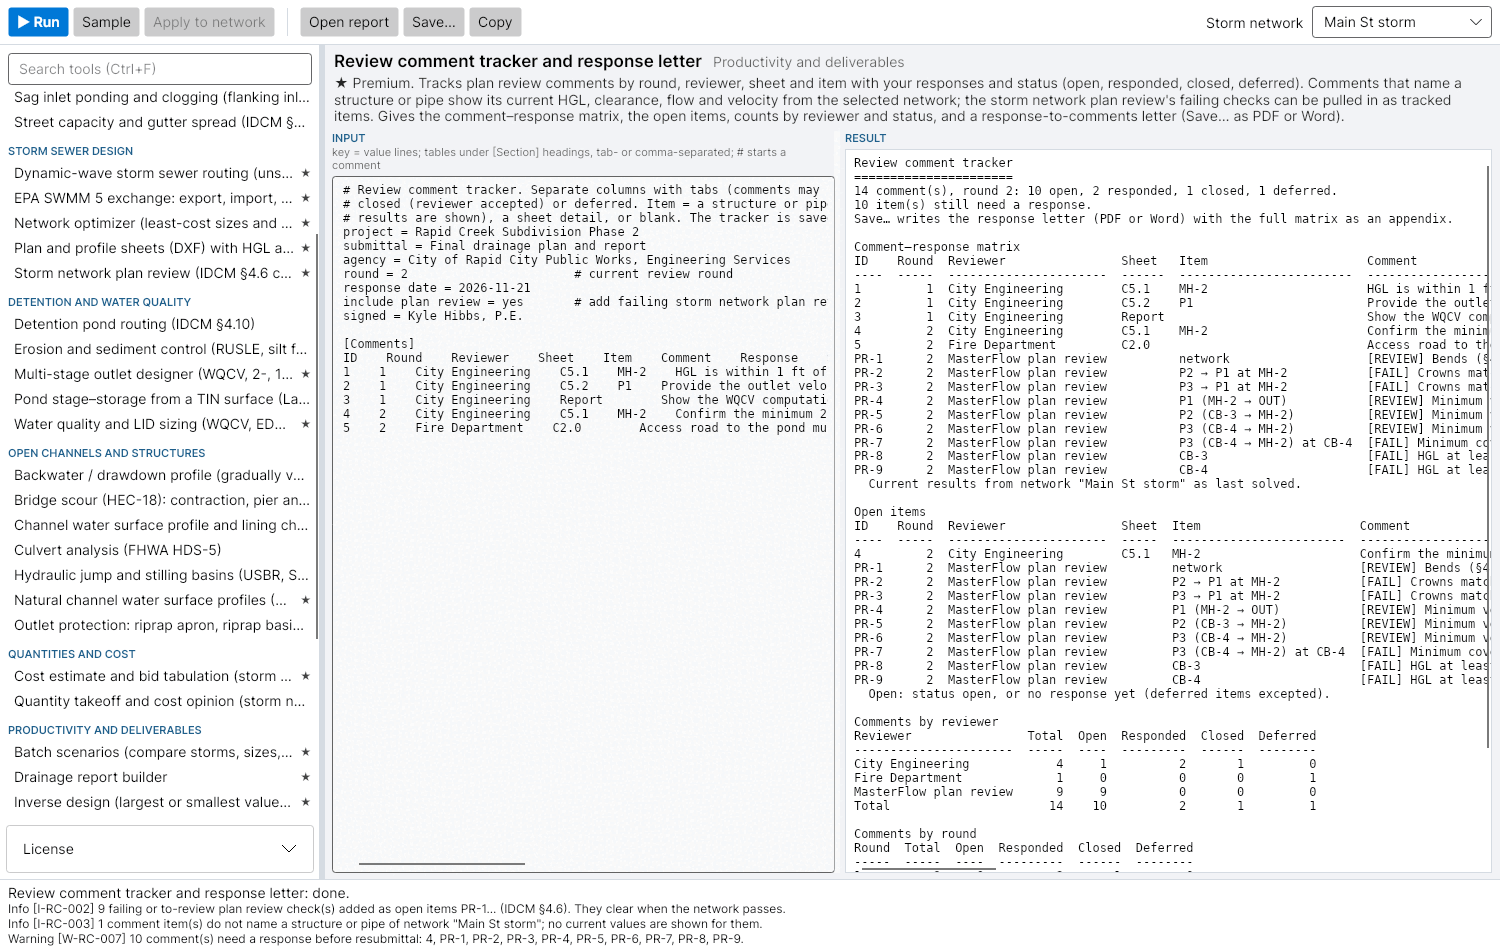 Run Sample Apply to network Open report Save... Copy Storm network Main St storm
Search tools (Ctrl+F)
Sag inlet ponding and clogging (flanking inl...
Street capacity and gutter spread (IDCM §...
STORM SEWER DESIGN
Dynamic-wave storm sewer routing (uns... ★
EPA SWMM 5 exchange: export, import, ... ★
Network optimizer (least-cost sizes and ... ★
Plan and profile sheets (DXF) with HGL a... ★
Storm network plan review (IDCM §4.6 c... ★
DETENTION AND WATER QUALITY
Detention pond routing (IDCM §4.10)
Erosion and sediment control (RUSLE, silt f...
Multi-stage outlet designer (WQCV, 2-, 1... ★
Pond stage–storage from a TIN surface (La...
Water quality and LID sizing (WQCV, ED... ★
OPEN CHANNELS AND STRUCTURES
Backwater / drawdown profile (gradually v...
Bridge scour (HEC-18): contraction, pier an...
Channel water surface profile and lining ch...
Culvert analysis (FHWA HDS-5)
Hydraulic jump and stilling basins (USBR, S...
Natural channel water surface profiles (... ★
Outlet protection: riprap apron, riprap basi...
QUANTITIES AND COST
Cost estimate and bid tabulation (storm ... ★
Quantity takeoff and cost opinion (storm n...
PRODUCTIVITY AND DELIVERABLES
Batch scenarios (compare storms, sizes,... ★
Drainage report builder ★
Inverse design (largest or smallest value... ★
License
Review comment tracker and response letter Productivity and deliverables
★ Premium. Tracks plan review comments by round, reviewer, sheet and item with your responses and status (open, responded, closed, deferred). Comments that name a
structure or pipe show its current HGL, clearance, flow and velocity from the selected network; the storm network plan review's failing checks can be pulled in as tracked
items. Gives the comment–response matrix, the open items, counts by reviewer and status, and a response-to-comments letter (Save... as PDF or Word).
INPUT
key = value lines; tables under [Section] headings, tab- or comma-separated; # starts a
comment
# Review comment tracker. Separate columns with tabs (comments may
# closed (reviewer accepted) or deferred. Item = a structure or pip
# results are shown), a sheet detail, or blank. The tracker is save
project = Rapid Creek Subdivision Phase 2
submittal = Final drainage plan and report
agency = City of Rapid City Public Works, Engineering Services
round = 2 # current review round
response date = 2026-11-21
include plan review = yes # add failing storm network plan re
signed = Kyle Hibbs, P.E.
[Comments]
ID Round Reviewer Sheet Item Comment Response
1 1 City Engineering C5.1 MH-2 HGL is within 1 ft of
2 1 City Engineering C5.2 P1 Provide the outlet velo
3 1 City Engineering Report Show the WQCV computati
4 2 City Engineering C5.1 MH-2 Confirm the minimum 2
5 2 Fire Department C2.0 Access road to the pond mu
RESULT
Review comment tracker
======================
14 comment(s), round 2: 10 open, 2 responded, 1 closed, 1 deferred.
10 item(s) still need a response.
Save… writes the response letter (PDF or Word) with the full matrix as an appendix.
Comment–response matrix
ID Round Reviewer Sheet Item Comment
---- ----- ---------------------- ------ ------------------------ -----------------
1 1 City Engineering C5.1 MH-2 HGL is within 1 f
2 1 City Engineering C5.2 P1 Provide the outle
3 1 City Engineering Report Show the WQCV com
4 2 City Engineering C5.1 MH-2 Confirm the minim
5 2 Fire Department C2.0 Access road to th
PR-1 2 MasterFlow plan review network [REVIEW] Bends (§
PR-2 2 MasterFlow plan review P2 → P1 at MH-2 [FAIL] Crowns mat
PR-3 2 MasterFlow plan review P3 → P1 at MH-2 [FAIL] Crowns mat
PR-4 2 MasterFlow plan review P1 (MH-2 → OUT) [REVIEW] Minimum
PR-5 2 MasterFlow plan review P2 (CB-3 → MH-2) [REVIEW] Minimum
PR-6 2 MasterFlow plan review P3 (CB-4 → MH-2) [REVIEW] Minimum
PR-7 2 MasterFlow plan review P3 (CB-4 → MH-2) at CB-4 [FAIL] Minimum co
PR-8 2 MasterFlow plan review CB-3 [FAIL] HGL at lea
PR-9 2 MasterFlow plan review CB-4 [FAIL] HGL at lea
Current results from network "Main St storm" as last solved.
Open items
ID Round Reviewer Sheet Item Comment
---- ----- ---------------------- ----- ------------------------ ------------------
4 2 City Engineering C5.1 MH-2 Confirm the minimu
PR-1 2 MasterFlow plan review network [REVIEW] Bends (§4
PR-2 2 MasterFlow plan review P2 → P1 at MH-2 [FAIL] Crowns matc
PR-3 2 MasterFlow plan review P3 → P1 at MH-2 [FAIL] Crowns matc
PR-4 2 MasterFlow plan review P1 (MH-2 → OUT) [REVIEW] Minimum v
PR-5 2 MasterFlow plan review P2 (CB-3 → MH-2) [REVIEW] Minimum v
PR-6 2 MasterFlow plan review P3 (CB-4 → MH-2) [REVIEW] Minimum v
PR-7 2 MasterFlow plan review P3 (CB-4 → MH-2) at CB-4 [FAIL] Minimum cov
PR-8 2 MasterFlow plan review CB-3 [FAIL] HGL at leas
PR-9 2 MasterFlow plan review CB-4 [FAIL] HGL at leas
Open: status open, or no response yet (deferred items excepted).
Comments by reviewer
Reviewer Total Open Responded Closed Deferred
---------------------- ----- ---- --------- ------ --------
City Engineering 4 1 2 1 0
Fire Department 1 0 0 0 1
MasterFlow plan review 9 9 0 0 0
Total 14 10 2 1 1
Comments by round
Round Total Open Responded Closed Deferred
----- ----- ---- --------- ------ --------
Review comment tracker and response letter: done.
Info [I-RC-002] 9 failing or to-review plan review check(s) added as open items PR-1... (IDCM §4.6). They clear when the network passes.
Info [I-RC-003] 1 comment item(s) do not name a structure or pipe of network "Main St storm"; no current values are shown for them.
Warning [W-RC-007] 10 comment(s) need a response before resubmittal: 4, PR-1, PR-2, PR-3, PR-4, PR-5, PR-6, PR-7, PR-8, PR-9.